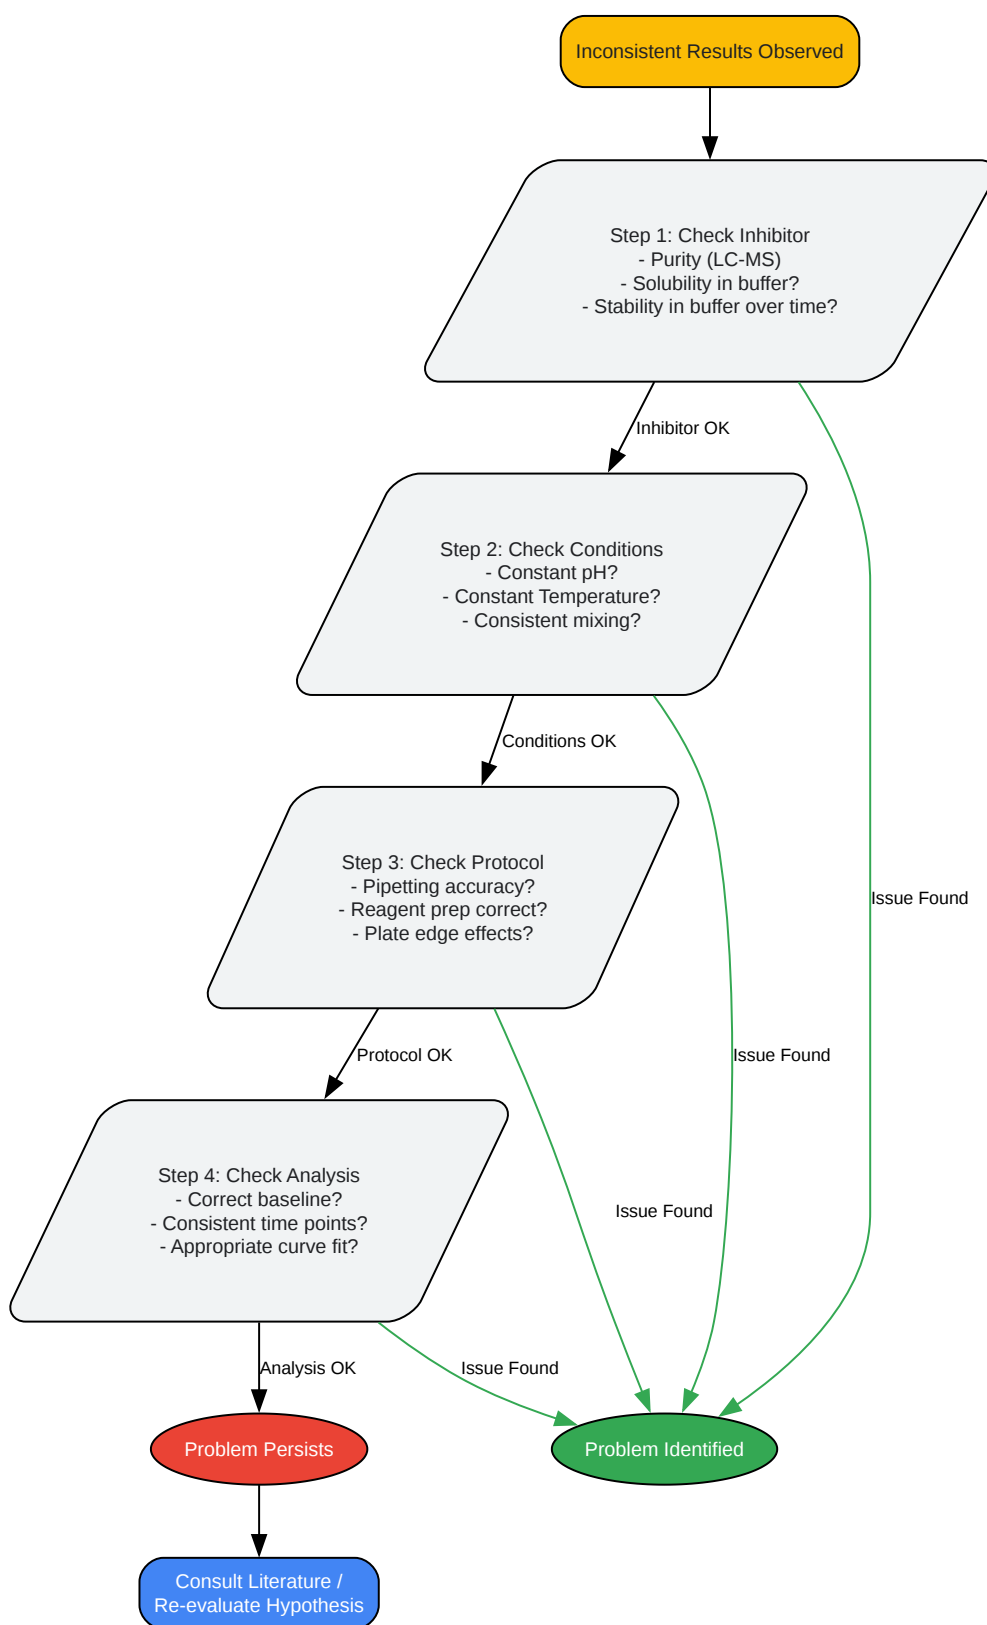 Inconsistent Results Observed
Step 1: Check Inhibitor
- Purity (LC-MS)
- Solubility in buffer?
- Stability in buffer over time?
Inhibitor OK
Step 2: Check Conditions
- Constant pH?
- Constant Temperature?
- Consistent mixing?
Conditions OK
Step 3: Check Protocol
- Pipetting accuracy?
- Reagent prep correct?
- Plate edge effects?
Issue Found
Protocol OK
Issue Found
Step 4: Check Analysis
- Correct baseline?
- Consistent time points?
- Appropriate curve fit?
Issue Found
Analysis OK
Issue Found
Problem Persists
Problem Identified
Consult Literature /
Re-evaluate Hypothesis